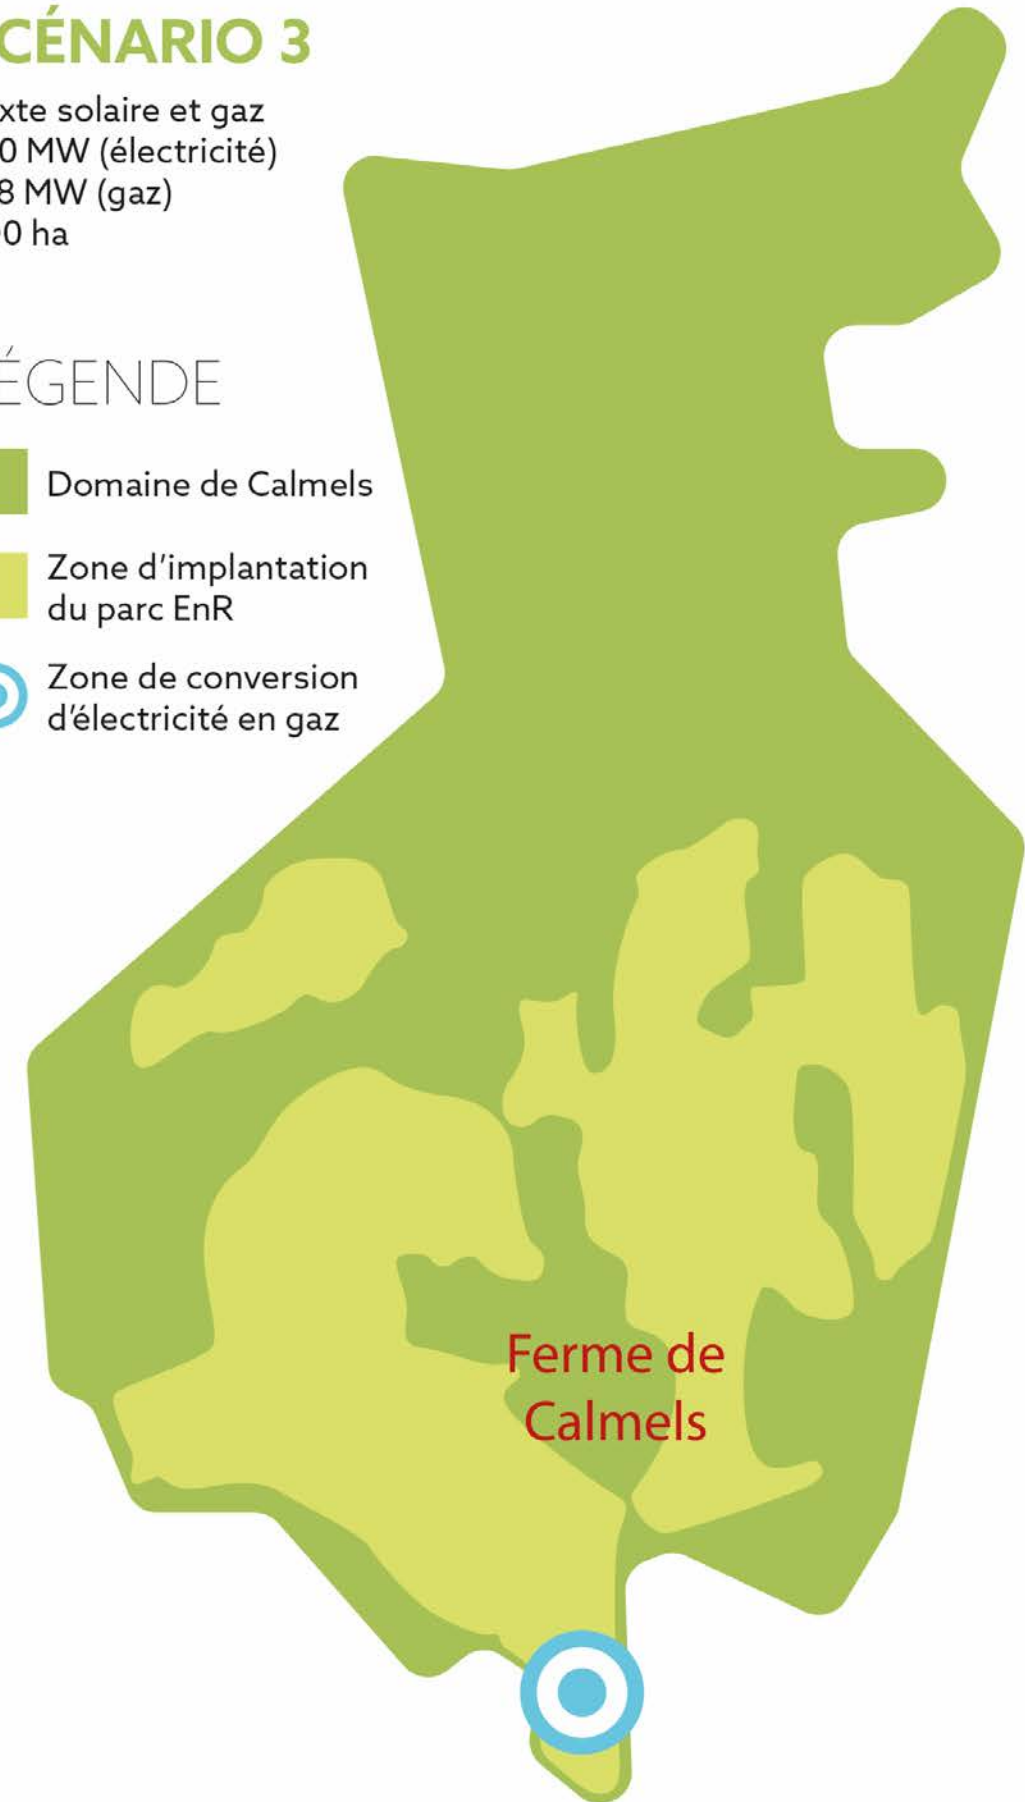 CÉNARIO 3
xte solaire et gaz
0 MW (électricité)
8 MW (gaz)
0 ha
ÉGENDE
Domaine de Calmels
Zone d'implantation
du parc EnR
Zone de conversion
d'électricité en gaz
Ferme de
Calmels